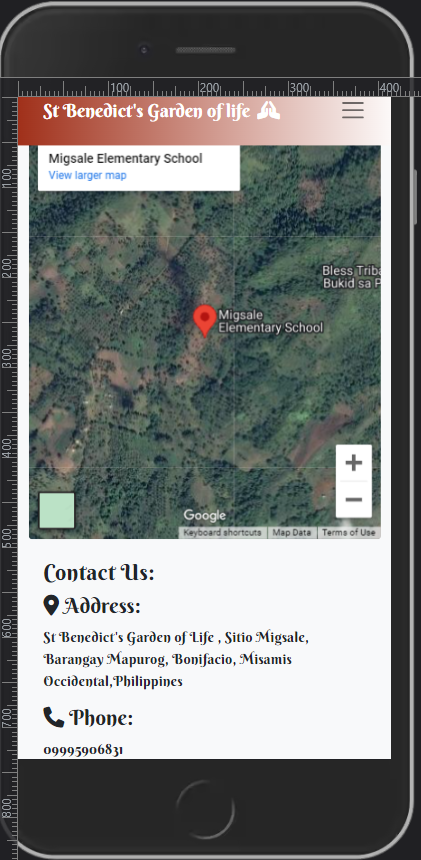 100
200
300
400
St Benedict's Garden of life
Migsale Elementary School
View larger map
100
200
Bless Triba
Bukid sa P
Migsale
Elementary School
300
400
Google
Keyboard shortcuts Map Data Terms of Use
500
Contact Us:
Address:
600
St Benedict's Garden of Life , Sitio Migsale,
Barangay Mapurog, Bonifacio, Misamis
Occidental,Philippines
700
Phone:
09995906831
800